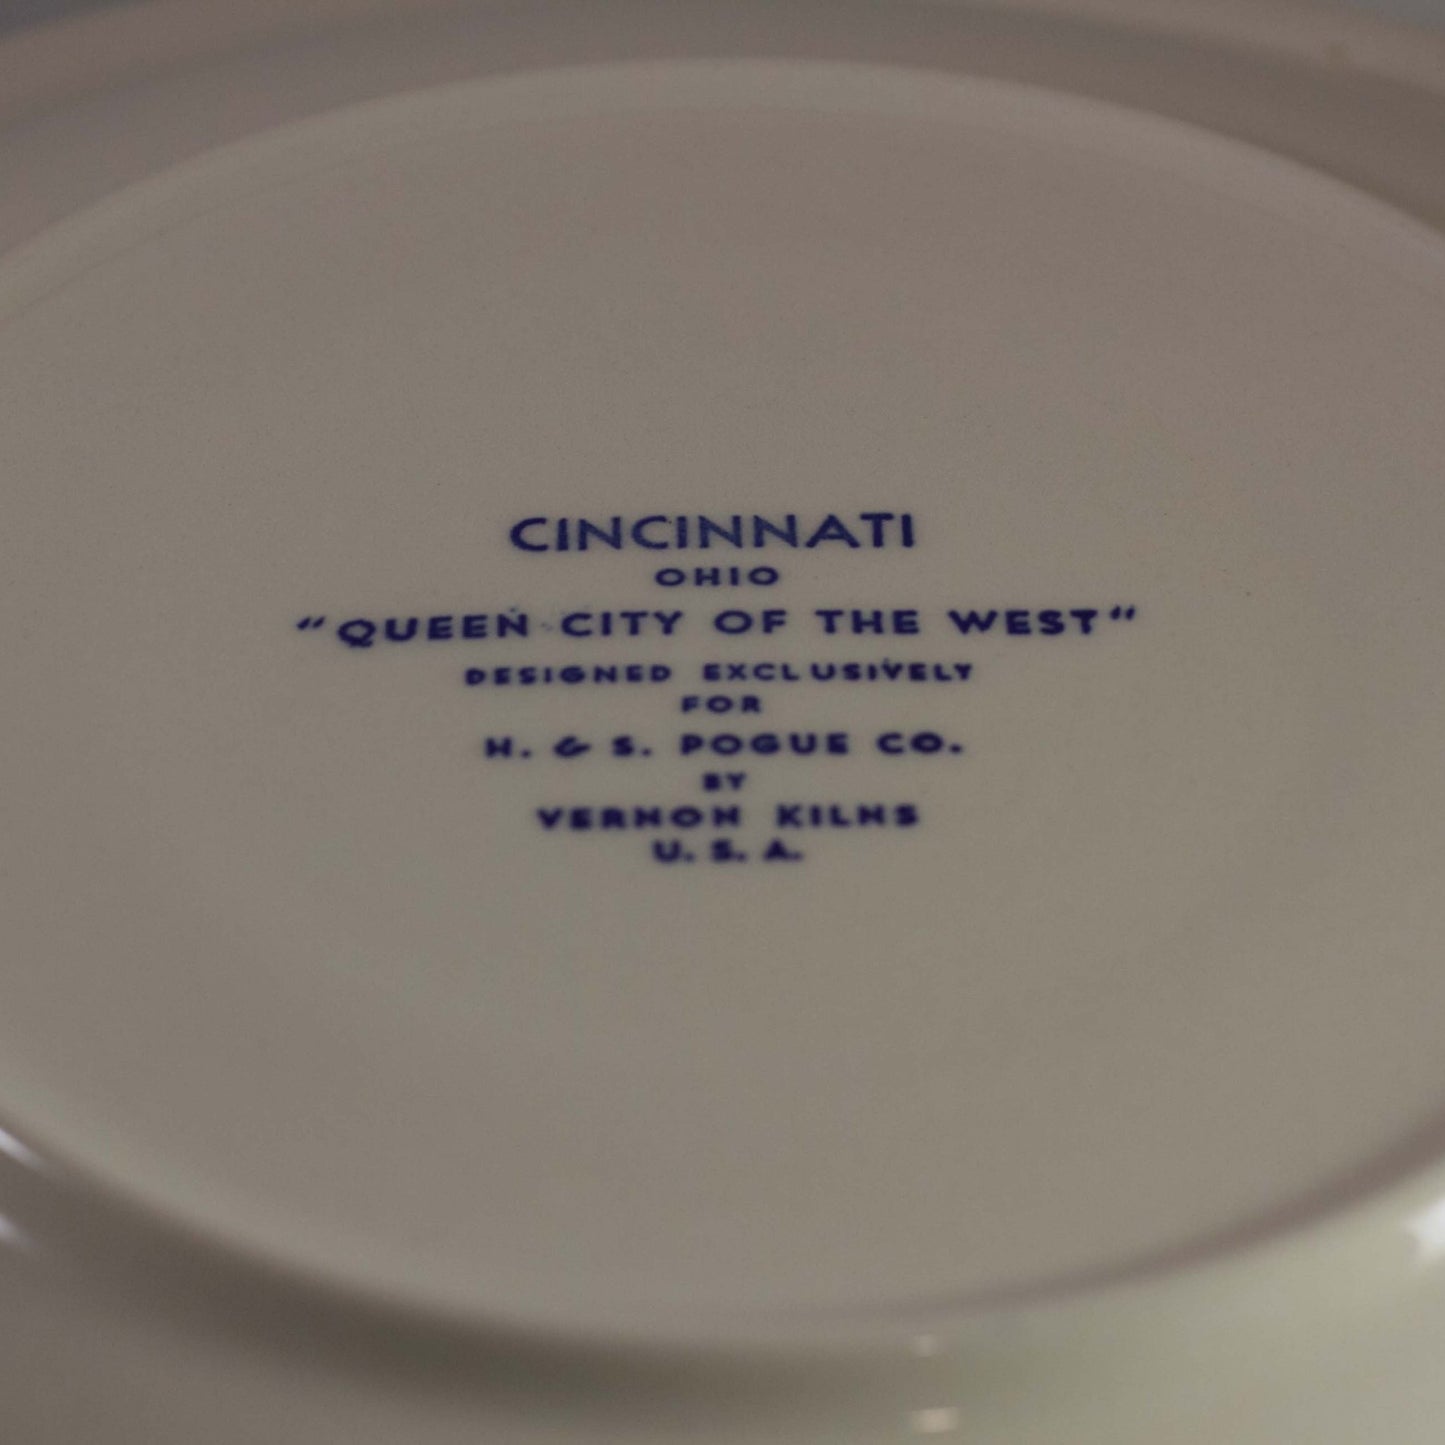 CINCINNATI
OHIO
“QUEEN CITY OF THE WEST“
DESIGNED EXCLUSIVELY
FOR
H. & S. POGUE CO.
BY
VERNON KILNS
U. S. A.